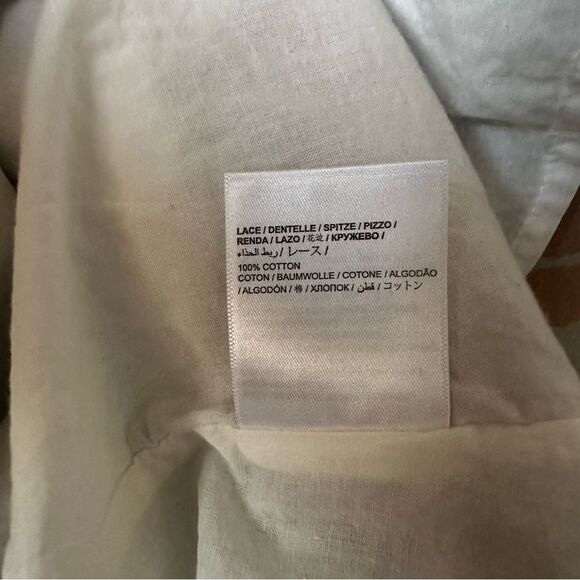 LACE / DENTELLE / SPITZE / PIZZO /
RENDA / LAZO / 花边 / КРУЖЕВО /
ربط الحذاء / レース /
100% COTTON
COTON / BAUMWOLLE / COTONE / ALGODÃO
/ ALGODÓN / 棉 / ХЛОПОК / قطن / コットン